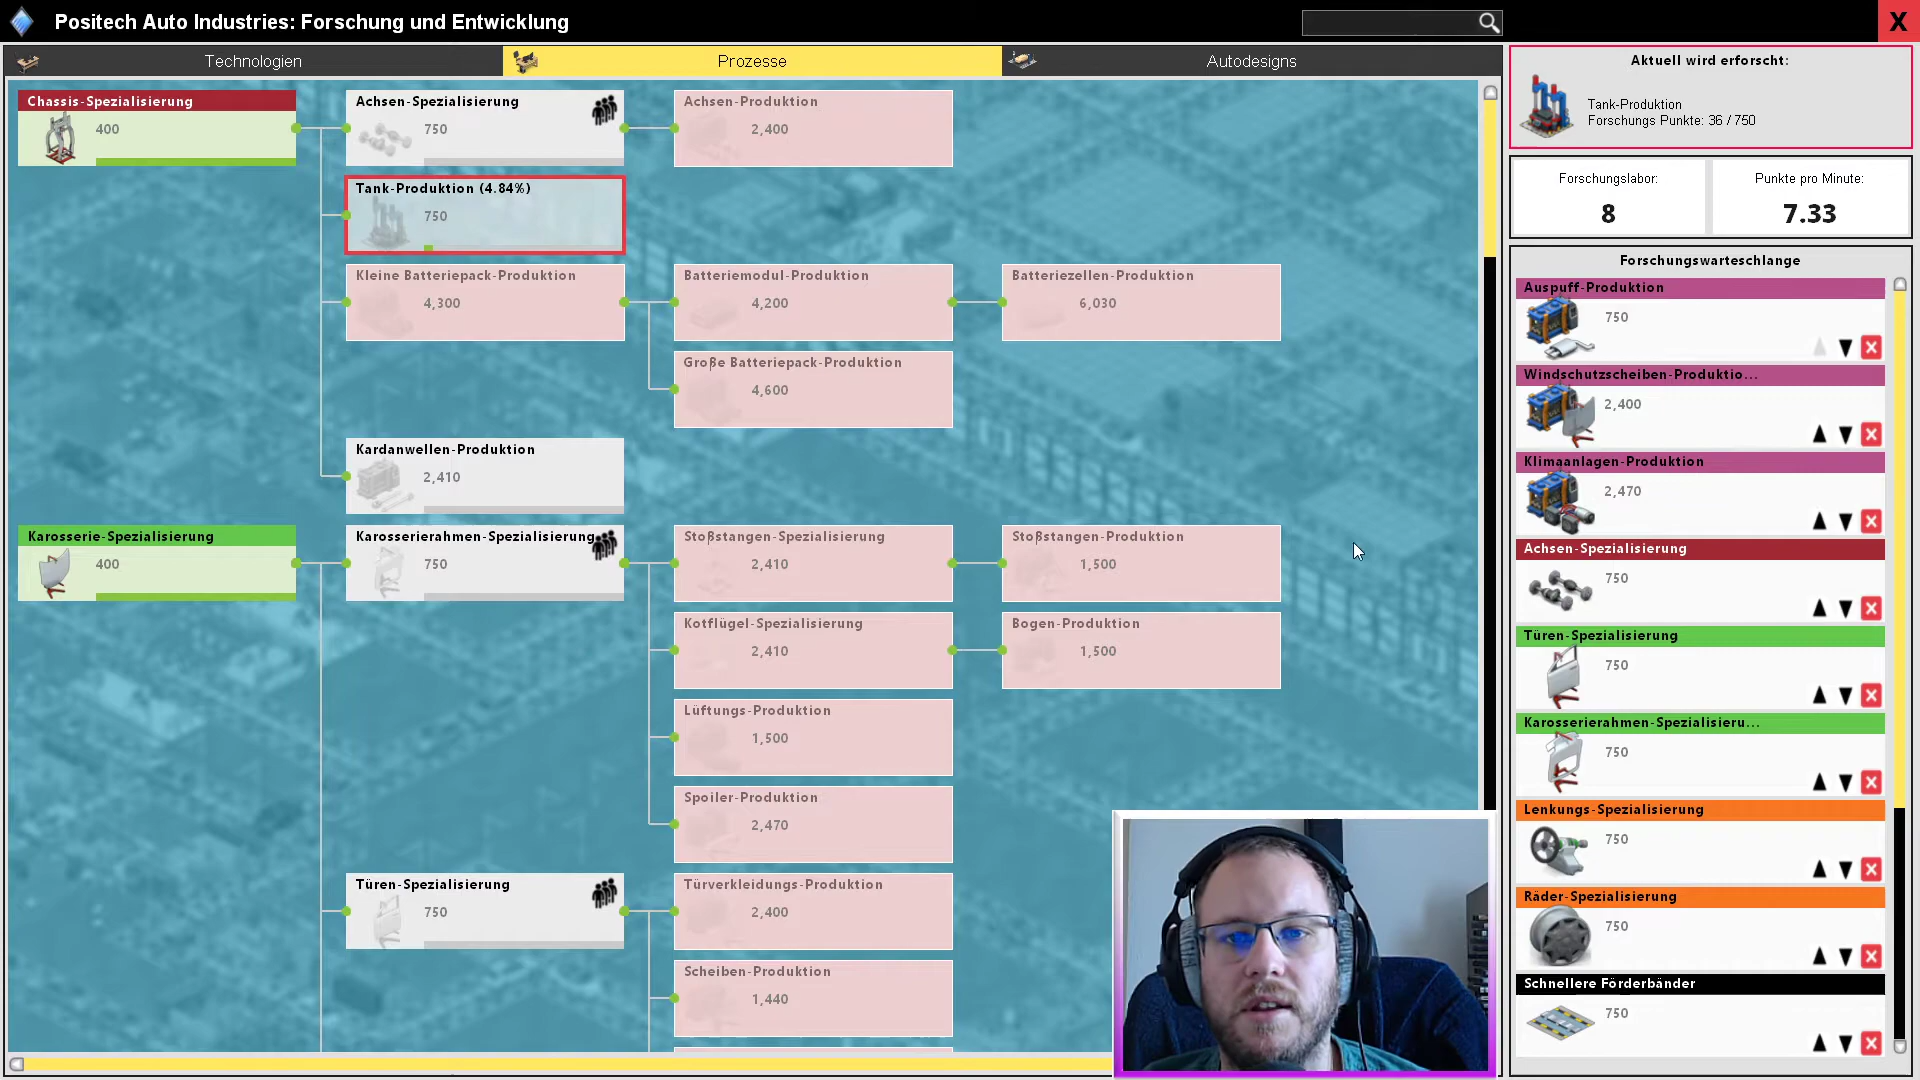 Positech Auto Industries: Forschung und Entwicklung
X
Technologien
Prozesse
Autodesigns
Chassis-Spezialisierung
400
Achsen-Spezialisierung
750
Achsen-Produktion
2,400
Tank-Produktion (4.84%)
750
Kleine Batteriepack-Produktion
4,300
Batteriemodul-Produktion
4,200
Batteriezellen-Produktion
6,030
Große Batteriepack-Produktion
4,600
Kardanwellen-Produktion
2,410
Karosserie-Spezialisierung
400
Karosserierahmen-Spezialisierung
750
Stoßstangen-Spezialisierung
2,410
Stoßstangen-Produktion
1,500
Kotflügel-Spezialisierung
2,410
Bogen-Produktion
1,500
Lüftungs-Produktion
1,500
Spoiler-Produktion
2,470
Türen-Spezialisierung
750
Türverkleidungs-Produktion
2,400
Scheiben-Produktion
1,440
Aktuell wird erforscht:
Tank-Produktion
Forschungs Punkte: 36 / 750
Forschungslabor:
8
Punkte pro Minute:
7.33
Forschungswarteschlange
Auspuff-Produktion
750
Windschutzscheiben-Produktio...
2,400
Klimaanlagen-Produktion
2,470
Achsen-Spezialisierung
750
Türen-Spezialisierung
750
Karosserierahmen-Spezialisieru...
750
Lenkungs-Spezialisierung
750
Räder-Spezialisierung
750
Schnellere Förderbänder
750